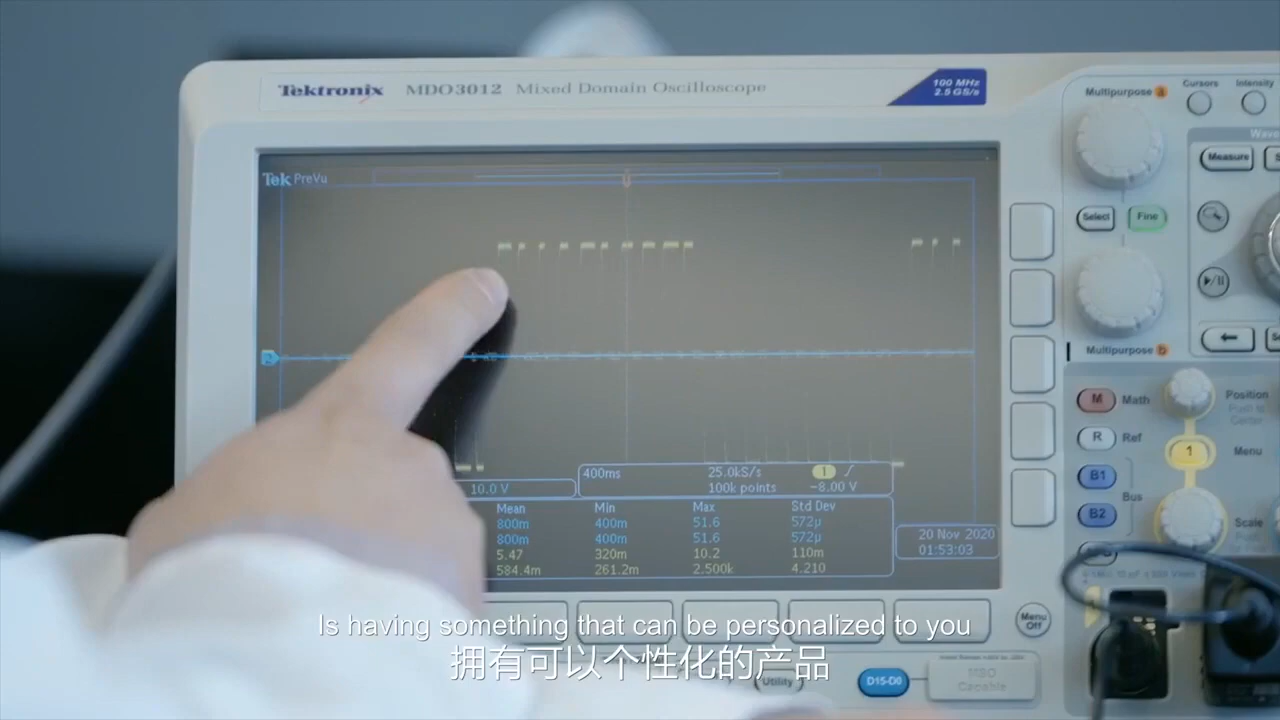 Tektronix MDO3012 Mixed Domain Oscilloscope
100 MHz
2.5 GS/s
Multipurpose a
Cursors
Intensity
Tek PreVu
Measure
Select
Fine
Multipurpose b
M Math
R Ref
B1
Bus
B2
Position
Push to
Center
Menu
1
Scale
400ms
25.0kS/s
100k points
1
-8.00 V
10.0 V
Mean Min Max Std Dev
800m 400m 51.6 572µ
800m 400m 51.6 572µ
5.47 320m 10.2 110m
584.4m 261.2m 2.500k 4.210
20 Nov 2020
01:53:03
Menu
Off
Is having something that can be personalized to you
拥有可以个性化的产品
Utility
D15-D0
MSO
Capable